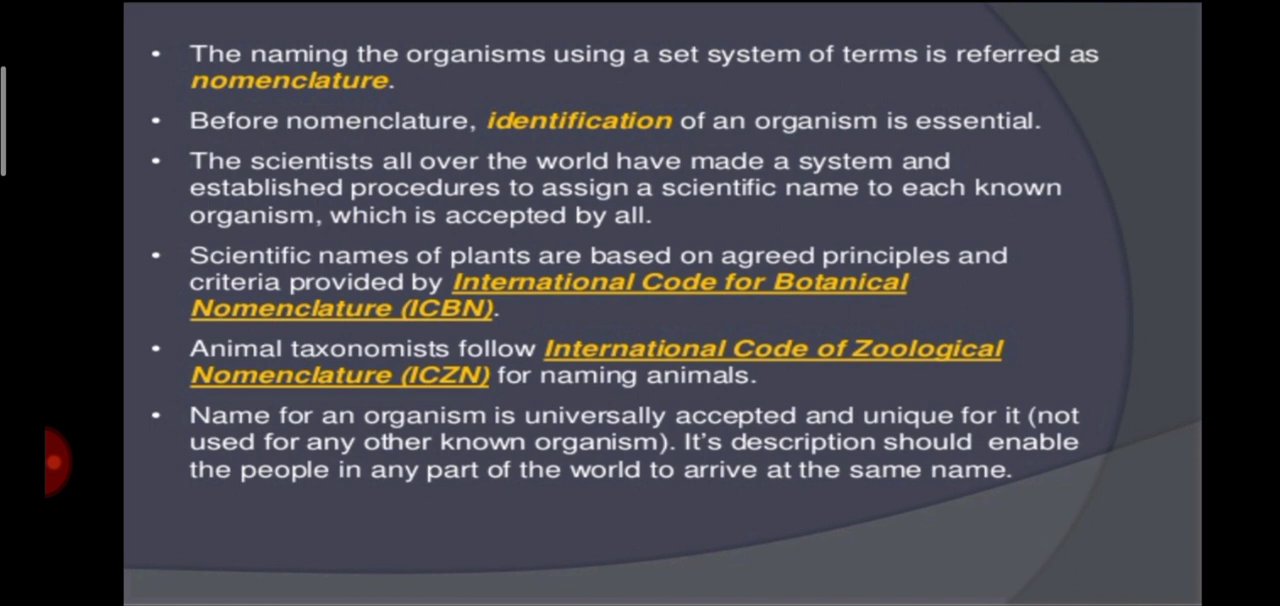 • The naming the organisms using a set system of terms is referred as
nomenclature.
• Before nomenclature, identification of an organism is essential.
• The scientists all over the world have made a system and
established procedures to assign a scientific name to each known
organism, which is accepted by all.
• Scientific names of plants are based on agreed principles and
criteria provided by International Code for Botanical
Nomenclature (ICBN).
• Animal taxonomists follow International Code of Zoological
Nomenclature (ICZN) for naming animals.
• Name for an organism is universally accepted and unique for it (not
used for any other known organism). It's description should enable
the people in any part of the world to arrive at the same name.